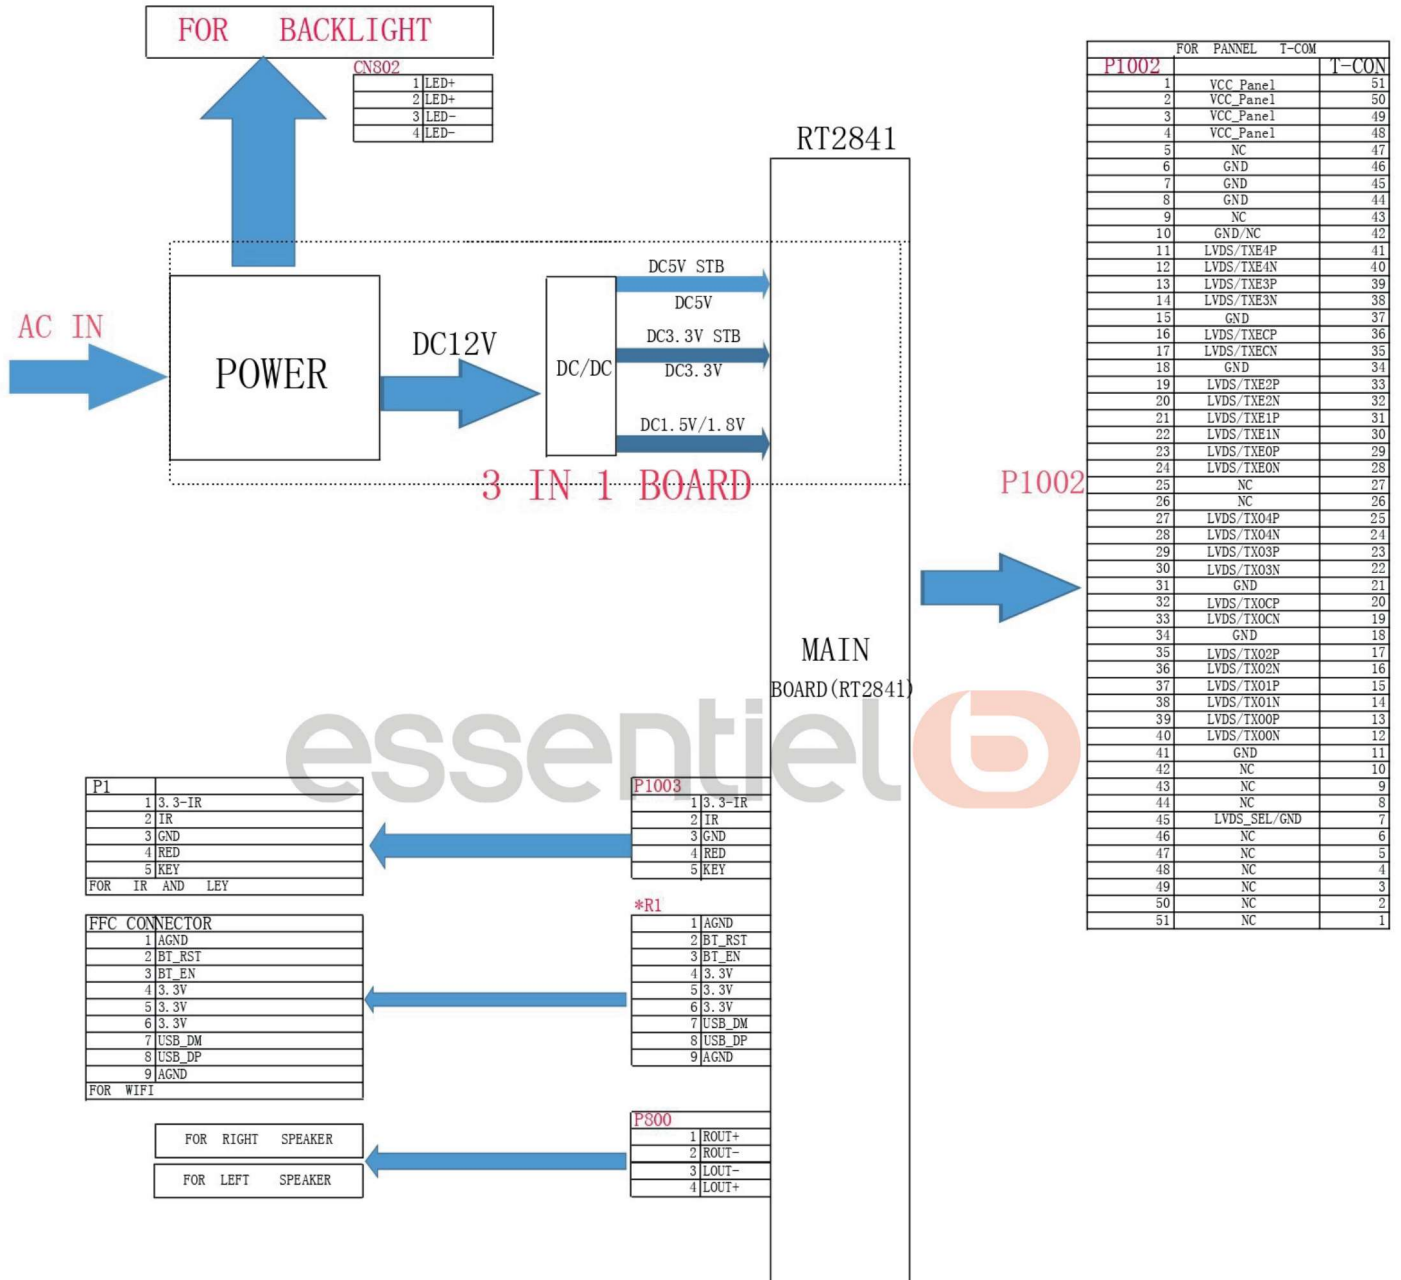 FOR BACKLIGHT
CN802
1 LED+
2 LED+
3 LED-
4 LED-
RT2841
AC IN
POWER
DC12V
DC/DC
DC5V STB
DC5V
DC3.3V STB
DC3.3V
DC1.5V/1.8V
3 IN 1 BOARD
MAIN
BOARD(RT2841)
essentiel b
P1
1 3.3-IR
2 IR
3 GND
4 RED
5 KEY
FOR IR AND LEY
P1003
1 3.3-IR
2 IR
3 GND
4 RED
5 KEY
FFC CONNECTOR
1 AGND
2 BT_RST
3 BT_EN
4 3.3V
5 3.3V
6 3.3V
7 USB_DM
8 USB_DP
9 AGND
FOR WIFI
*R1
1 AGND
2 BT_RST
3 BT_EN
4 3.3V
5 3.3V
6 3.3V
7 USB_DM
8 USB_DP
9 AGND
FOR RIGHT SPEAKER
FOR LEFT SPEAKER
P800
1 ROUT+
2 ROUT-
3 LOUT-
4 LOUT+
P1002
FOR PANNEL T-COM
P1002 T-CON
1 VCC_Panel 51
2 VCC_Panel 50
3 VCC_Panel 49
4 VCC_Panel 48
5 NC 47
6 GND 46
7 GND 45
8 GND 44
9 NC 43
10 GND/NC 42
11 LVDS/TXE4P 41
12 LVDS/TXE4N 40
13 LVDS/TXE3P 39
14 LVDS/TXE3N 38
15 GND 37
16 LVDS/TXECP 36
17 LVDS/TXECN 35
18 GND 34
19 LVDS/TXE2P 33
20 LVDS/TXE2N 32
21 LVDS/TXE1P 31
22 LVDS/TXE1N 30
23 LVDS/TXE0P 29
24 LVDS/TXE0N 28
25 NC 27
26 NC 26
27 LVDS/TXO4P 25
28 LVDS/TXO4N 24
29 LVDS/TXO3P 23
30 LVDS/TXO3N 22
31 GND 21
32 LVDS/TXOCP 20
33 LVDS/TXOCN 19
34 GND 18
35 LVDS/TXO2P 17
36 LVDS/TXO2N 16
37 LVDS/TXO1P 15
38 LVDS/TXO1N 14
39 LVDS/TXO0P 13
40 LVDS/TXO0N 12
41 GND 11
42 NC 10
43 NC 9
44 NC 8
45 LVDS_SEL/GND 7
46 NC 6
47 NC 5
48 NC 4
49 NC 3
50 NC 2
51 NC 1